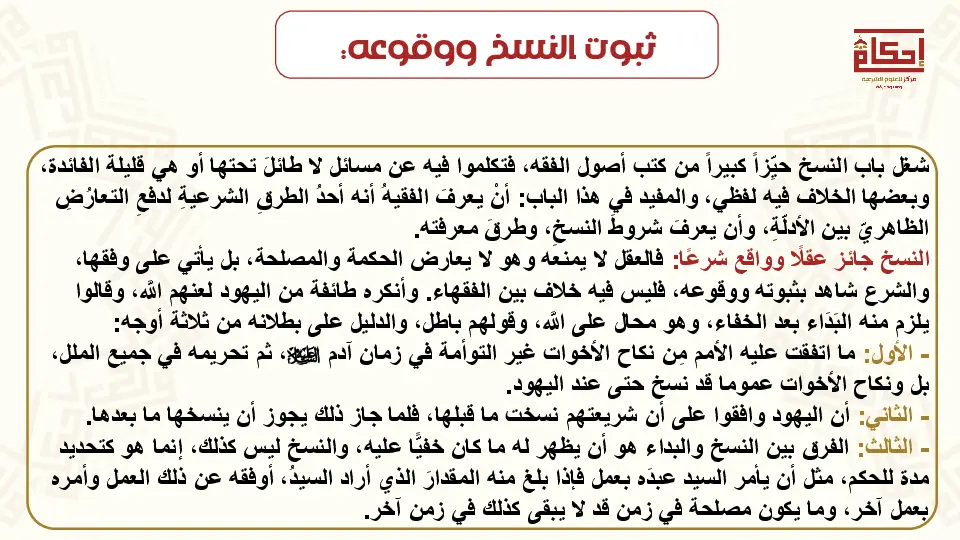 ثبوت النسخ ووقوعه:
إحكام
مركز للعلوم الشرعية
شغل باب النسخ حيّزاً كبيراً من كتب أصول الفقه، فتكلموا فيه عن مسائل لا طائلَ تحتها أو هي قليلة الفائدة،
وبعضها الخلاف فيه لفظي، والمفيد في هذا الباب: أنْ يعرفَ الفقيهُ أنه أحدُ الطرقِ الشرعيةِ لدفعِ التعارُضِ
الظاهريّ بين الأدلّةِ، وأن يعرفَ شروطَ النسخِ، وطرقَ معرفته.
النسخ جائز عقلًا وواقع شرعًا: فالعقل لا يمنعه وهو لا يعارض الحكمة والمصلحة، بل يأتي على وفقها،
والشرع شاهد بثبوته ووقوعه، فليس فيه خلاف بين الفقهاء. وأنكره طائفة من اليهود لعنهم الله، وقالوا
يلزم منه البَدَاء بعد الخفاء، وهو محال على الله، وقولهم باطل، والدليل على بطلانه من ثلاثة أوجه:
- الأول: ما اتفقت عليه الأمم مِن نكاح الأخوات غير التوأمة في زمان آدم ، ثم تحريمه في جميع الملل،
بل ونكاح الأخوات عموما قد نسخ حتى عند اليهود.
- الثاني: أن اليهود وافقوا على أن شريعتهم نسخت ما قبلها، فلما جاز ذلك يجوز أن ينسخها ما بعدها.
- الثالث: الفرق بين النسخ والبداء هو أن يظهر له ما كان خفيًّا عليه، والنسخ ليس كذلك، إنما هو كتحديد
مدة للحكم، مثل أن يأمر السيد عبدَه بعمل فإذا بلغ منه المقدارَ الذي أراد السيدُ، أوقفه عن ذلك العمل وأمره
بعمل آخر، وما يكون مصلحة في زمن قد لا يبقى كذلك في زمن آخر.